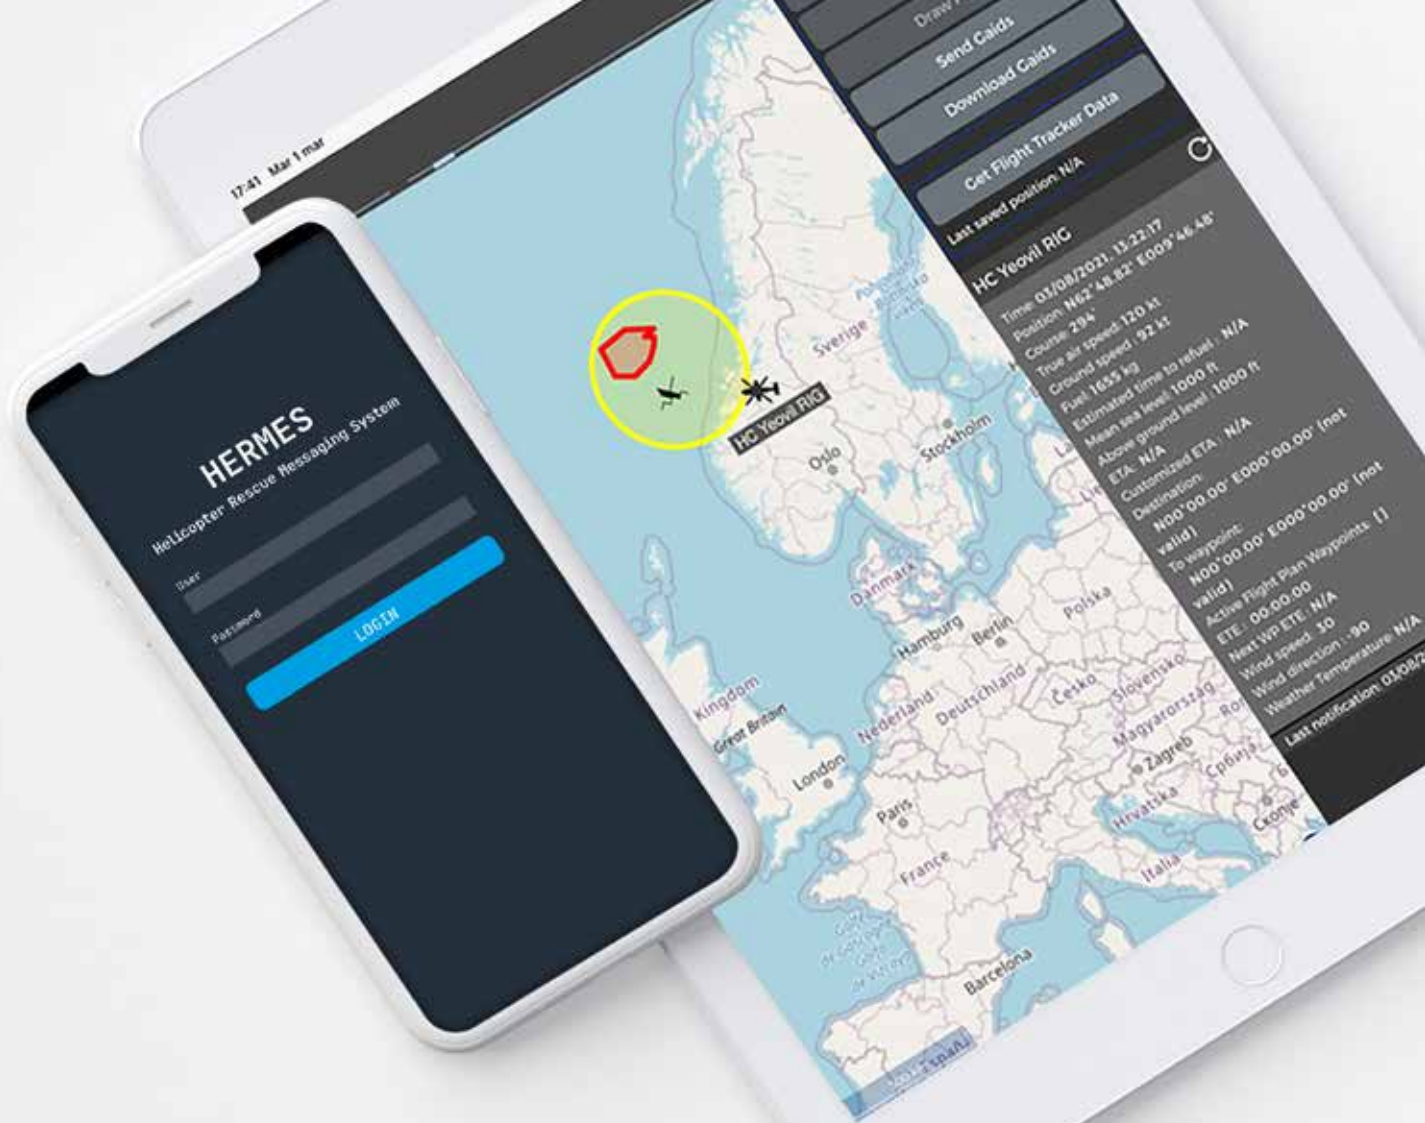 17:41 Mar 1 mar
HERMES
Helicopter Rescue Messaging System
User
Password
LOGIN
Draw
Send Gaids
Download Gaids
Get Flight Tracker Data
Last saved position: N/A
HC Yeovil RIG
Time: 03/08/2021, 13:22:17
Position: N62°48.82' E009°46.48'
Course: 294°
True air speed: 120 kt
Ground speed : 92 kt
Fuel: 1655 kg
Estimated time to refuel : N/A
Mean sea level: 1000 ft
Above ground level : 1000 ft
ETA: N/A
Customized ETA : N/A
Destination:
N00°00.00' E000°00.00' (not
valid)
To waypoint:
N00°00.00' E000°00.00' (not
valid)
Active Flight Plan Waypoints: [ ]
ETE : 00:00:00
Next WP ETE : N/A
Wind speed: 30
Wind direction : -90
Weather Temperature: N/A
Last notification: 03/08/2
HC Yeovil RIG
Sverige
Oslo
Stockholm
Danmark
Hamburg
Berlin
Polska
Kingdom
Great Britain
Nederland
Deutschland
Česko
Slovensko
Magyarország
London
Paris
Zagreb
Hrvatska
Србија
Скопје
France
Italia
Barcelona
España